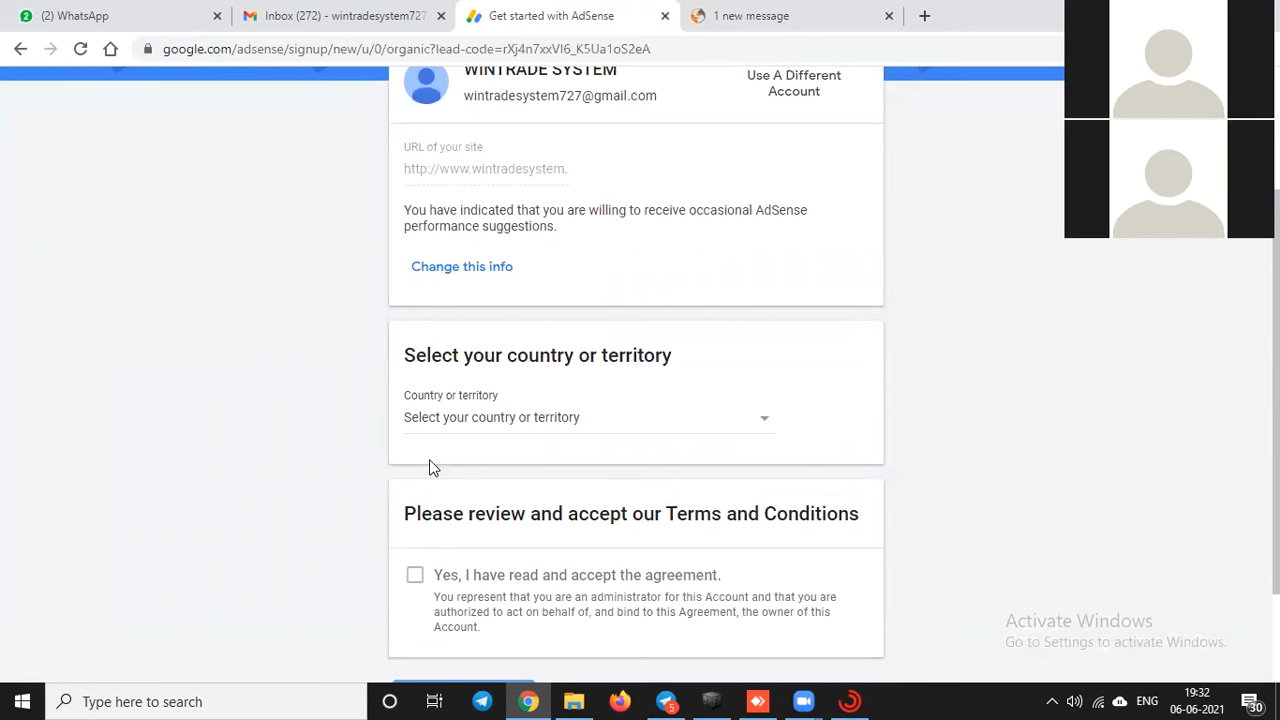 (2) WhatsApp
Inbox (272) - wintradesystem727
Get started with AdSense
1 new message
google.com/adsense/signup/new/u/0/organic?lead-code=rXj4n7xxVI6_K5Ua1oS2eA
WINTRADE SYSTEM
wintradesystem727@gmail.com
Use A Different
Account
URL of your site
http://www.wintradesystem.
You have indicated that you are willing to receive occasional AdSense
performance suggestions.
Change this info
Select your country or territory
Country or territory
Select your country or territory
Please review and accept our Terms and Conditions
Yes, I have read and accept the agreement.
You represent that you are an administrator for this Account and that you are
authorized to act on behalf of, and bind to this Agreement, the owner of this
Account.
Activate Windows
Go to Settings to activate Windows.
Type here to search
5
ENG
19:32
06-06-2021
30